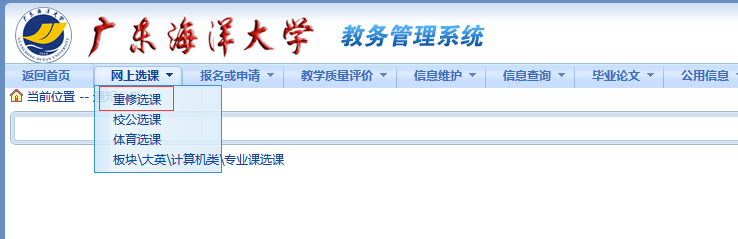 广东海洋大学 教务管理系统
返回首页 网上选课 报名或申请 教学质量评价 信息维护 信息查询 毕业论文 公用信息
当前位置 --
重修选课
校公选课
体育选课
板块\大英\计算机类\专业课选课